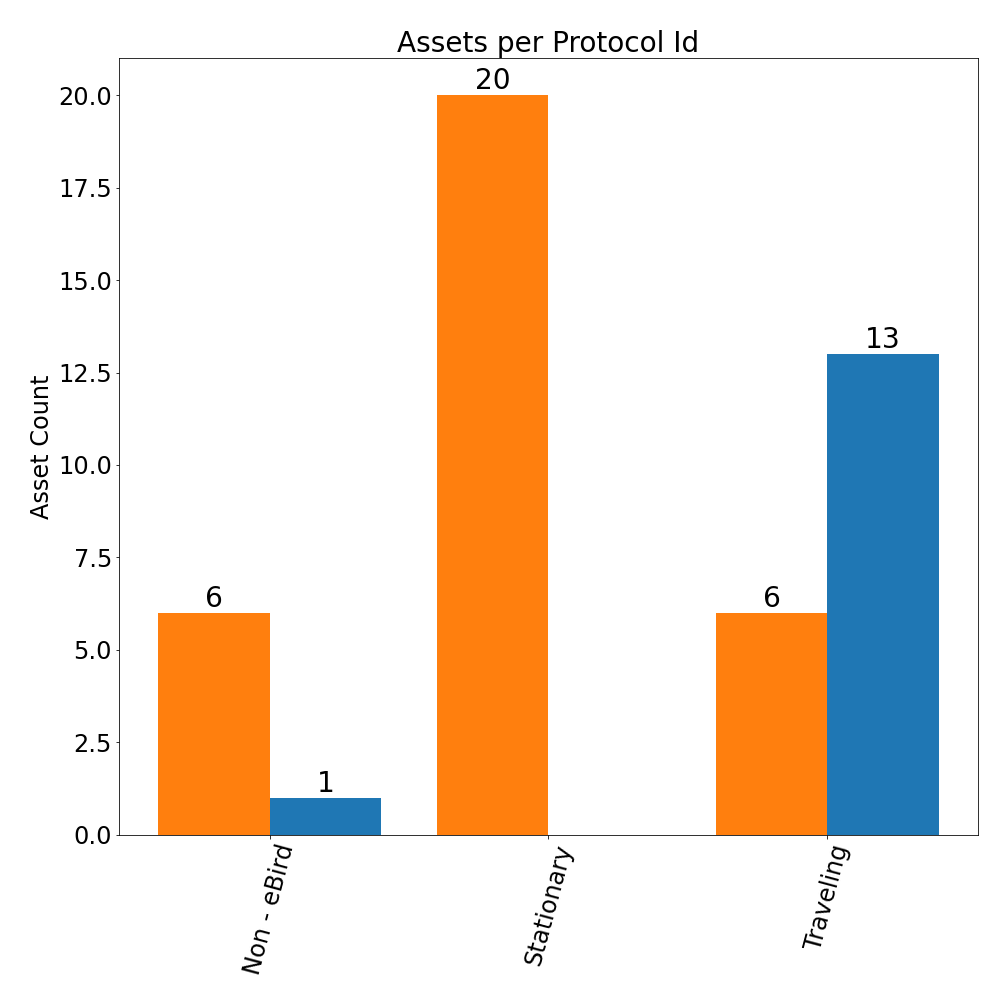 Assets per Protocol Id
20
20.0
17.5
15.0
13
12.5
Asset Count
10.0
7.5
6
6
5.0
2.5
1
0.0
Non - eBird
Stationary
Traveling